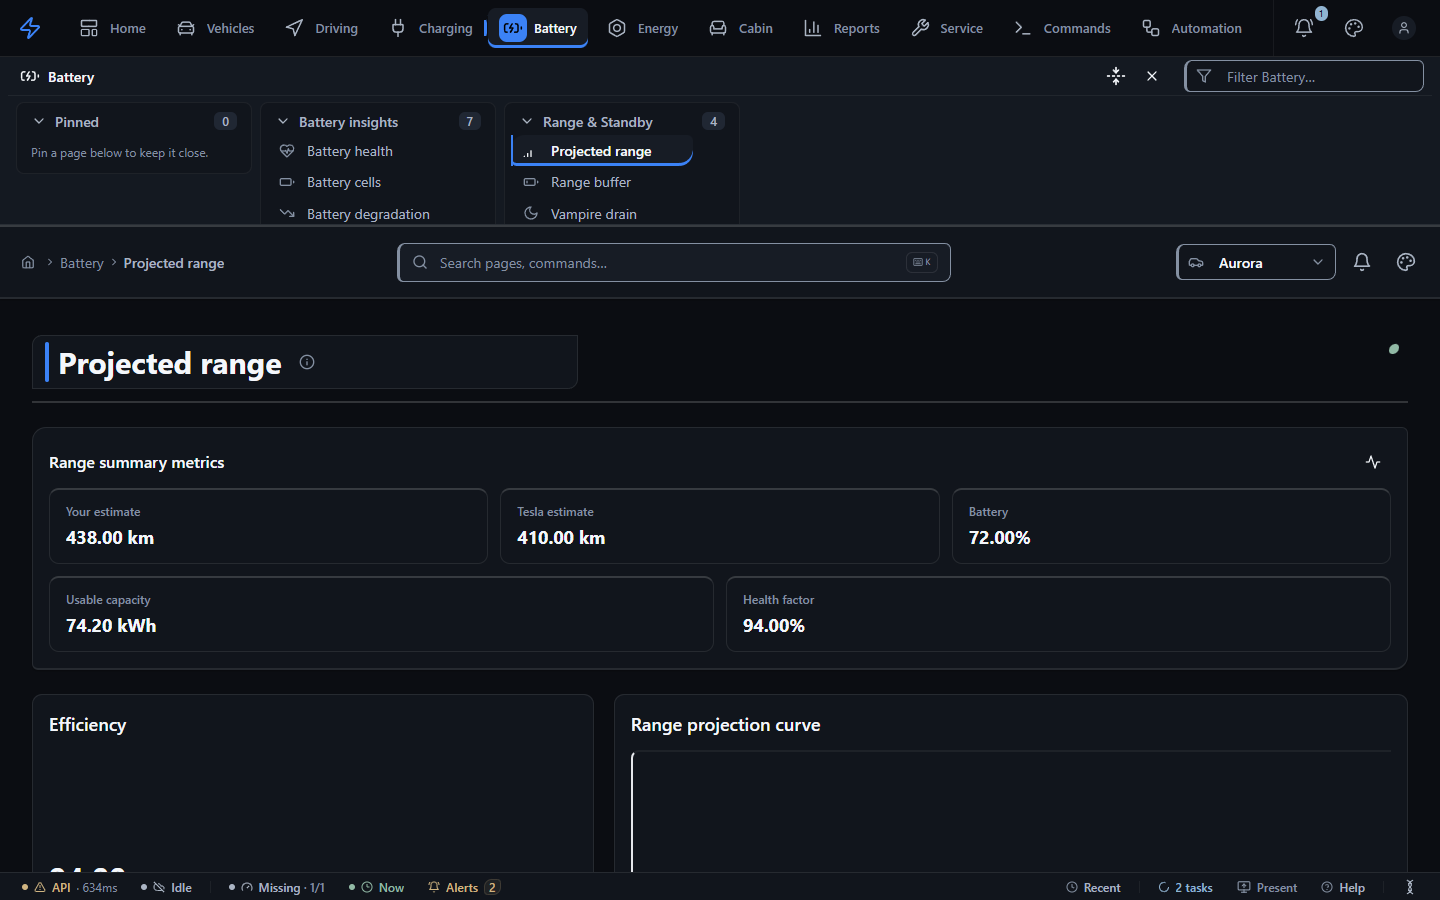 Home
Vehicles
Driving
Charging
Battery
Energy
Cabin
Reports
Service
Commands
Automation
1
Battery
Filter Battery...
Pinned 0
Pin a page below to keep it close.
Battery insights 7
Battery health
Battery cells
Battery degradation
Range & Standby 4
Projected range
Range buffer
Vampire drain
Battery
Projected range
Search pages, commands...
K
Aurora
Projected range
Range summary metrics
Your estimate
438.00 km
Tesla estimate
410.00 km
Battery
72.00%
Usable capacity
74.20 kWh
Health factor
94.00%
Efficiency
Range projection curve
API · 634ms
Idle
Missing · 1/1
Now
Alerts 2
Recent
2 tasks
Present
Help